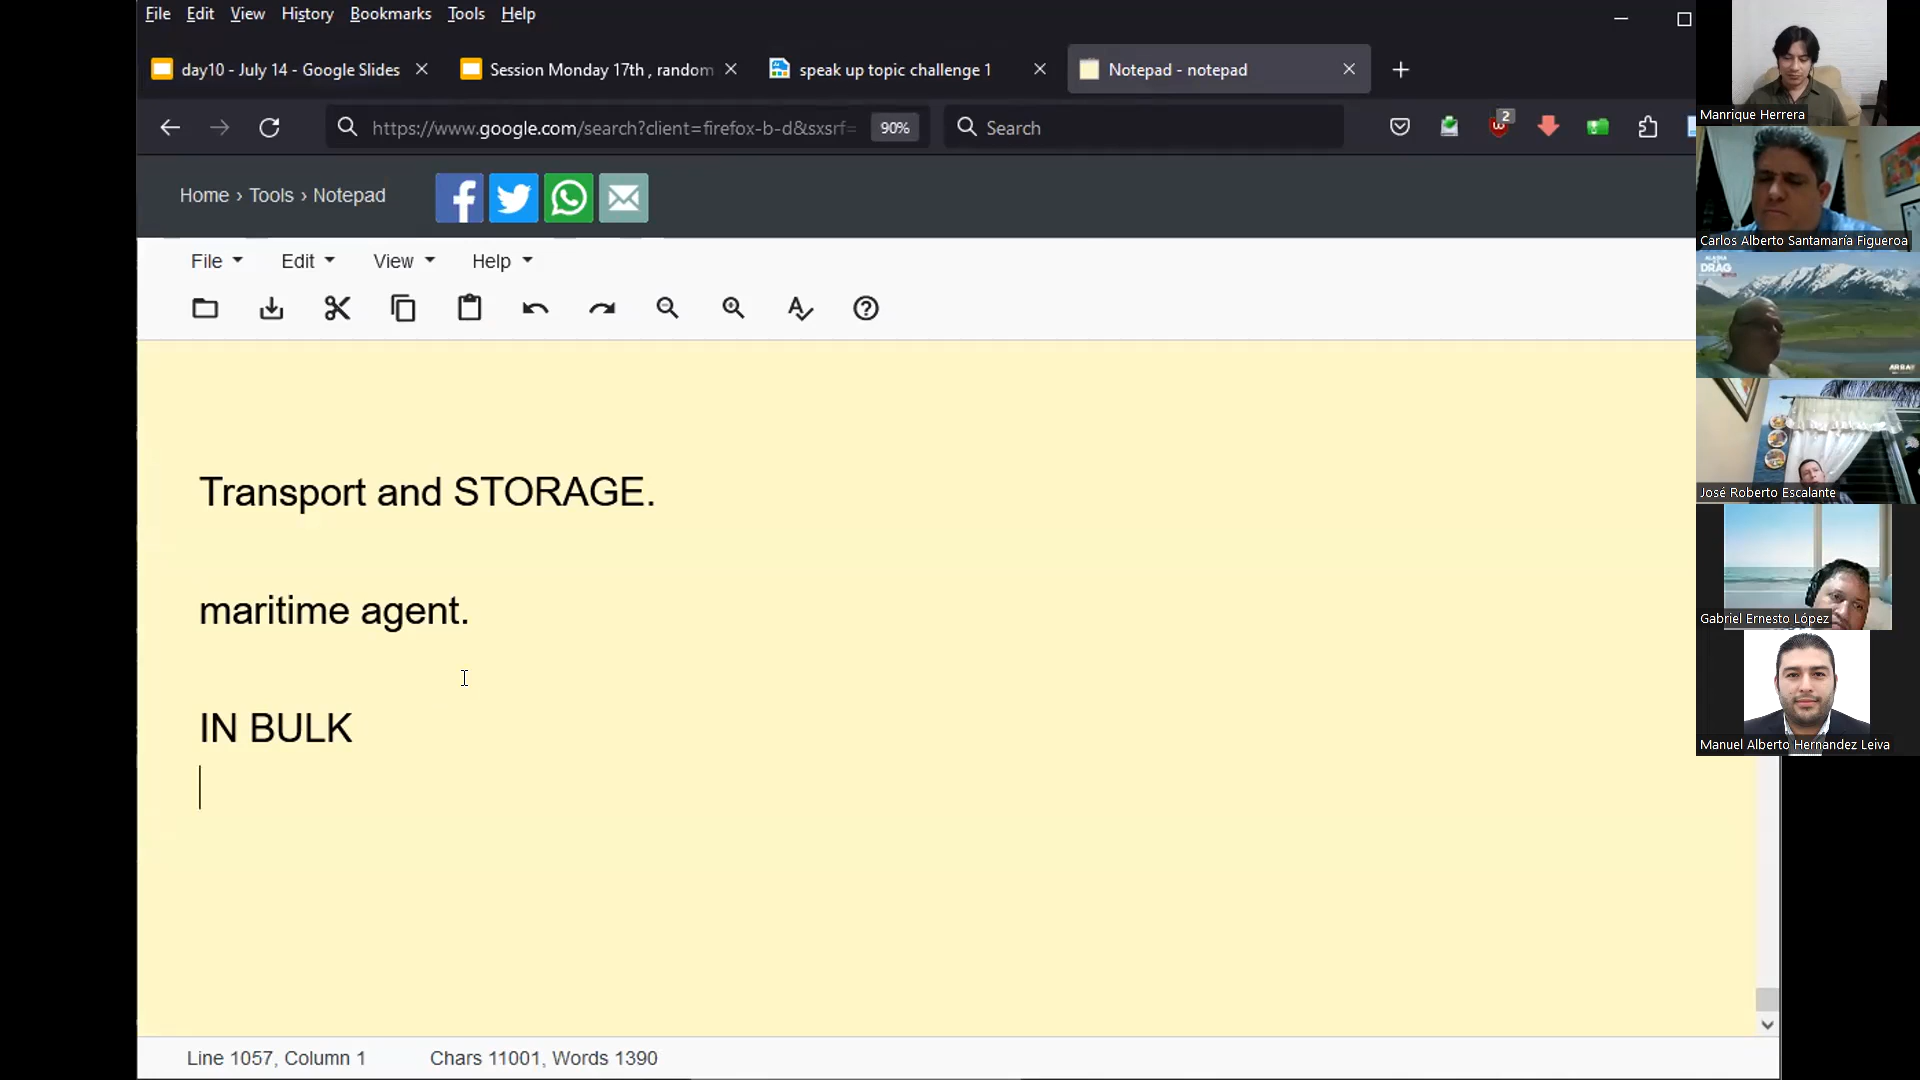 File Edit View History Bookmarks Tools Help
day10 - July 14 - Google Slides
Session Monday 17th , random
speak up topic challenge 1
Notepad - notepad
https://www.google.com/search?client=firefox-b-d&sxsrf=
90%
Search
2
Home › Tools › Notepad
File Edit View Help
Transport and STORAGE.
maritime agent.
IN BULK
Line 1057, Column 1 Chars 11001, Words 1390
Manrique Herrera
Carlos Alberto Santamaría Figueroa
DRAG
José Roberto Escalante
Gabriel Ernesto López
Manuel Alberto Hernandez Leiva